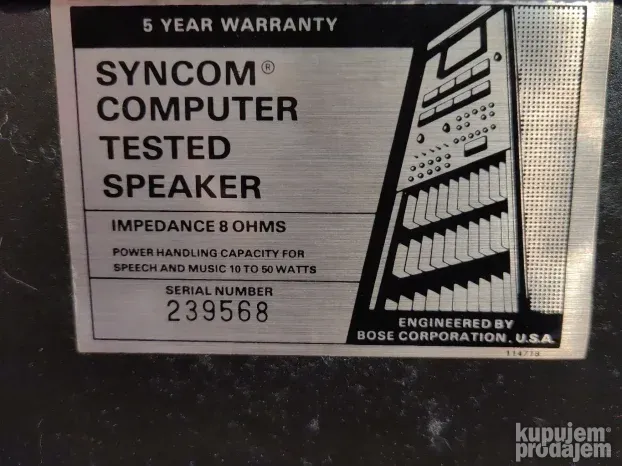 5 YEAR WARRANTY
SYNCOM®
COMPUTER
TESTED
SPEAKER
IMPEDANCE 8 OHMS
POWER HANDLING CAPACITY FOR
SPEECH AND MUSIC 10 TO 50 WATTS
SERIAL NUMBER
239568
ENGINEERED BY
BOSE CORPORATION, U.S.A.
114738
kupujem
prodajem